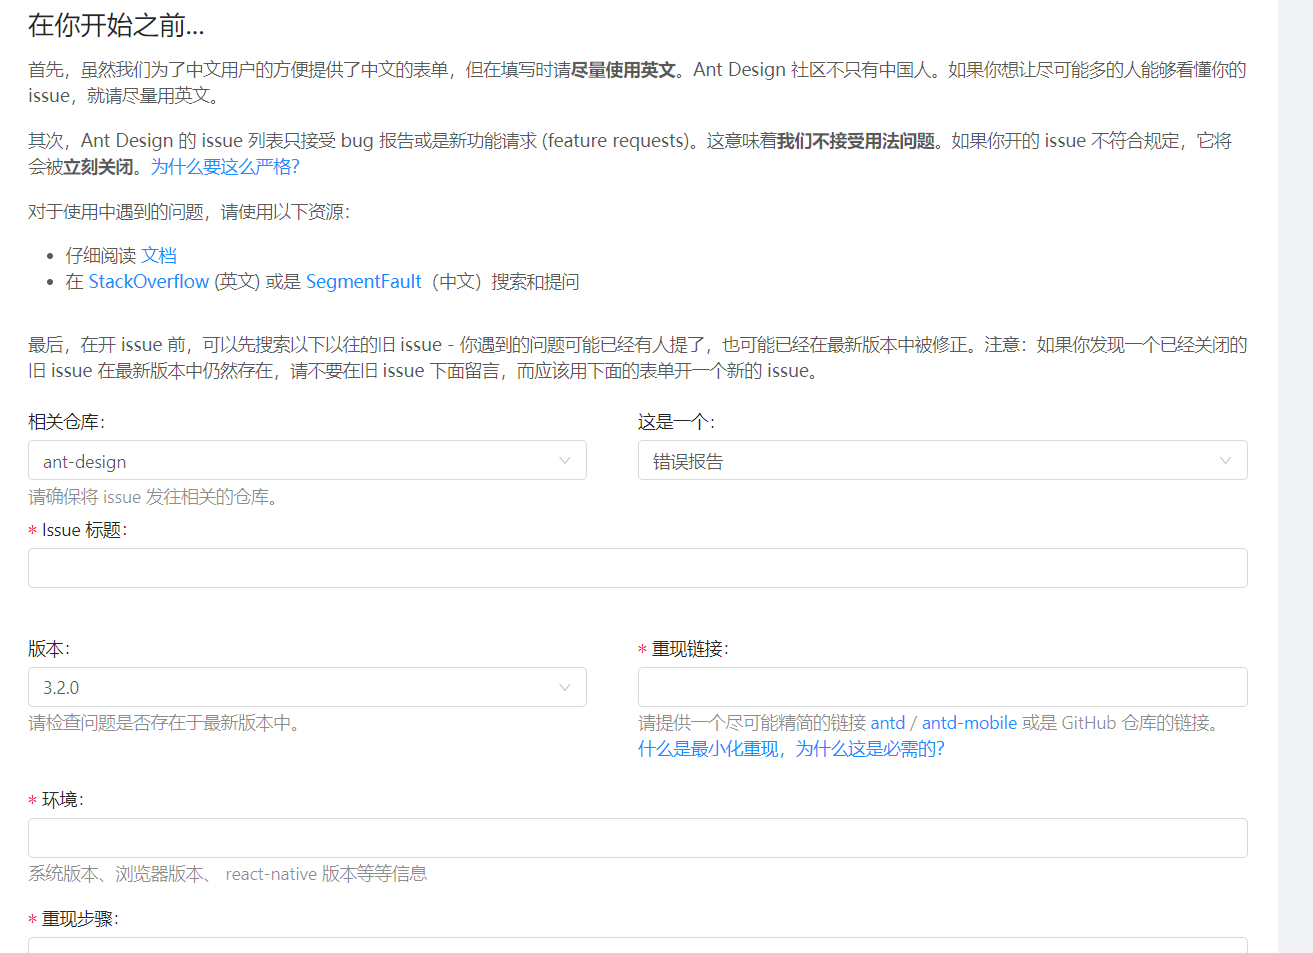 在你开始之前...
首先，虽然我们为了中文用户的方便提供了中文的表单，但在填写时请尽量使用英文。Ant Design 社区不只有中国人。如果你想让尽可能多的人能够看懂你的
issue，就请尽量用英文。
其次，Ant Design 的 issue 列表只接受 bug 报告或是新功能请求 (feature requests)。这意味着我们不接受用法问题。如果你开的 issue 不符合规定，它将
会被立刻关闭。为什么要这么严格？
对于使用中遇到的问题，请使用以下资源：
• 仔细阅读 文档
• 在 StackOverflow (英文) 或是 SegmentFault（中文）搜索和提问
最后，在开 issue 前，可以先搜索以下以往的旧 issue - 你遇到的问题可能已经有人提了，也可能已经在最新版本中被修正。注意：如果你发现一个已经关闭的
旧 issue 在最新版本中仍然存在，请不要在旧 issue 下面留言，而应该用下面的表单开一个新的 issue。
相关仓库： 这是一个：
ant-design 错误报告
请确保将 issue 发往相关的仓库。
* Issue 标题：
版本： * 重现链接：
3.2.0
请检查问题是否存在于最新版本中。 请提供一个尽可能精简的链接 antd / antd-mobile 或是 GitHub 仓库的链接。
什么是最小化重现，为什么这是必需的？
* 环境：
系统版本、浏览器版本、 react-native 版本等等信息
* 重现步骤：